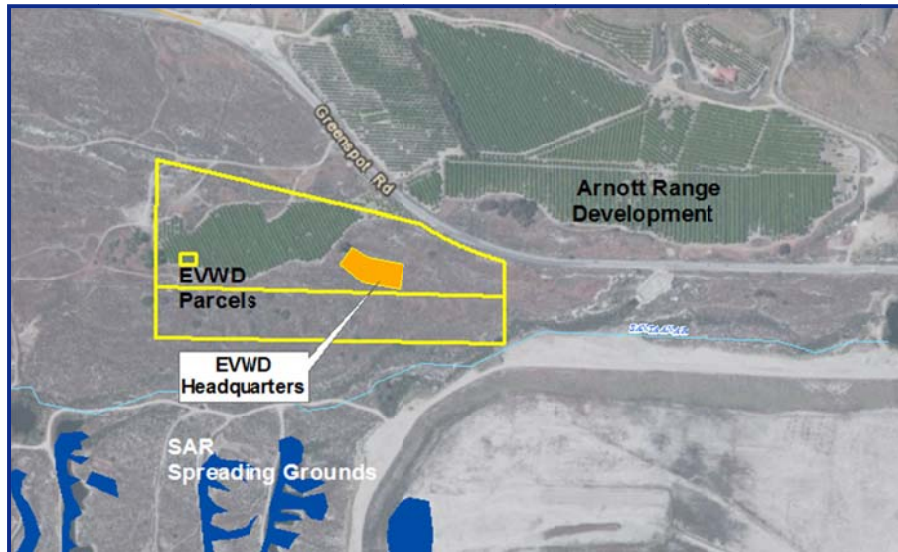 Greenspot Rd
Arnott Range
Development
EVWD
Parcels
EVWD
Headquarters
SAR
Spreading Grounds